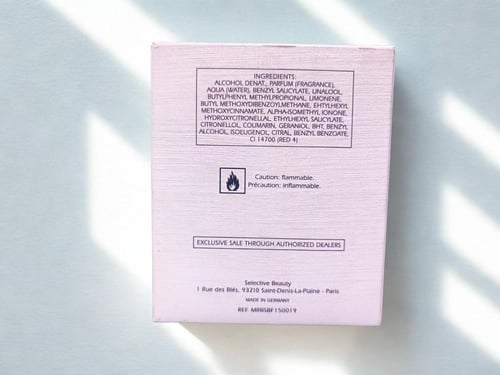 INGREDIENTS:
ALCOHOL DENAT., PARFUM (FRAGRANCE),
AQUA (WATER), BENZYL SALICYLATE, LINALOOL,
BUTYLPHENYL METHYLPROPIONAL, LIMONENE,
BUTYL METHOXYDIBENZOYLMETHANE, EHTYLHEXYL
METHOXYCINNAMATE, ALPHA-ISOMETHYL IONONE,
HYDROXYCITRONELLAL, ETHYLHEXYL SALICYLATE,
CITRONELLOL, COUMARIN, GERANIOL, BHT, BENZYL
ALCOHOL, ISOEUGENOL, CITRAL, BENZYL BENZOATE,
CI 14700 (RED 4)
Caution: flammable.
Précaution: inflammable.
EXCLUSIVE SALE THROUGH AUTHORIZED DEALERS
Selective Beauty
1 Rue des Blés, 93210 Saint-Denis-La-Plaine - Paris
MADE IN GERMANY
REF. MRBSBF150019